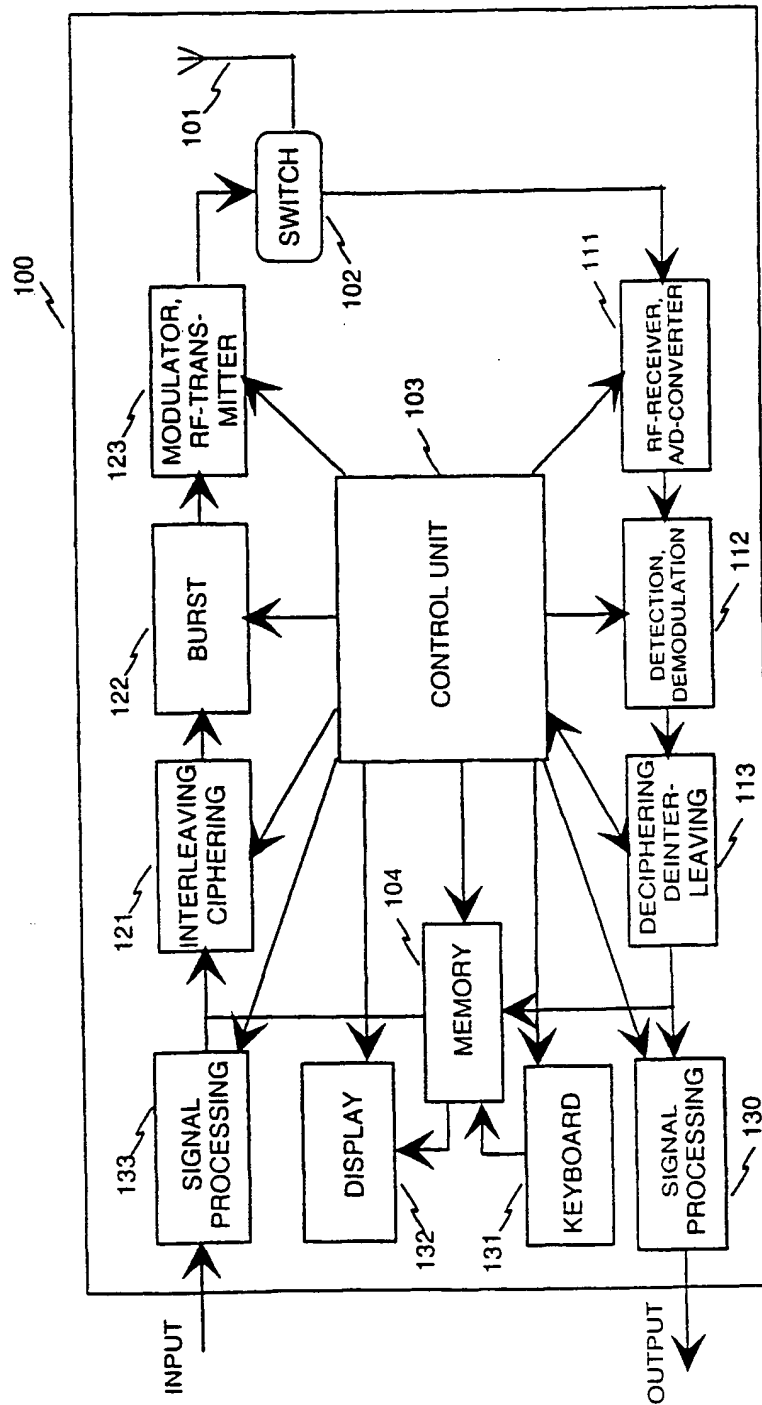 100
INPUT
133
SIGNAL
PROCESSING
121
INTERLEAVING
CIPHERING
122
BURST
123
MODULATOR,
RF-TRANS-
MITTER
101
SWITCH
102
DISPLAY
132
104
MEMORY
103
CONTROL UNIT
131
KEYBOARD
OUTPUT
SIGNAL
PROCESSING
130
DECIPHERING
DEINTER-
LEAVING
113
DETECTION,
DEMODULATION
112
RF-RECEIVER,
A/D-CONVERTER
111